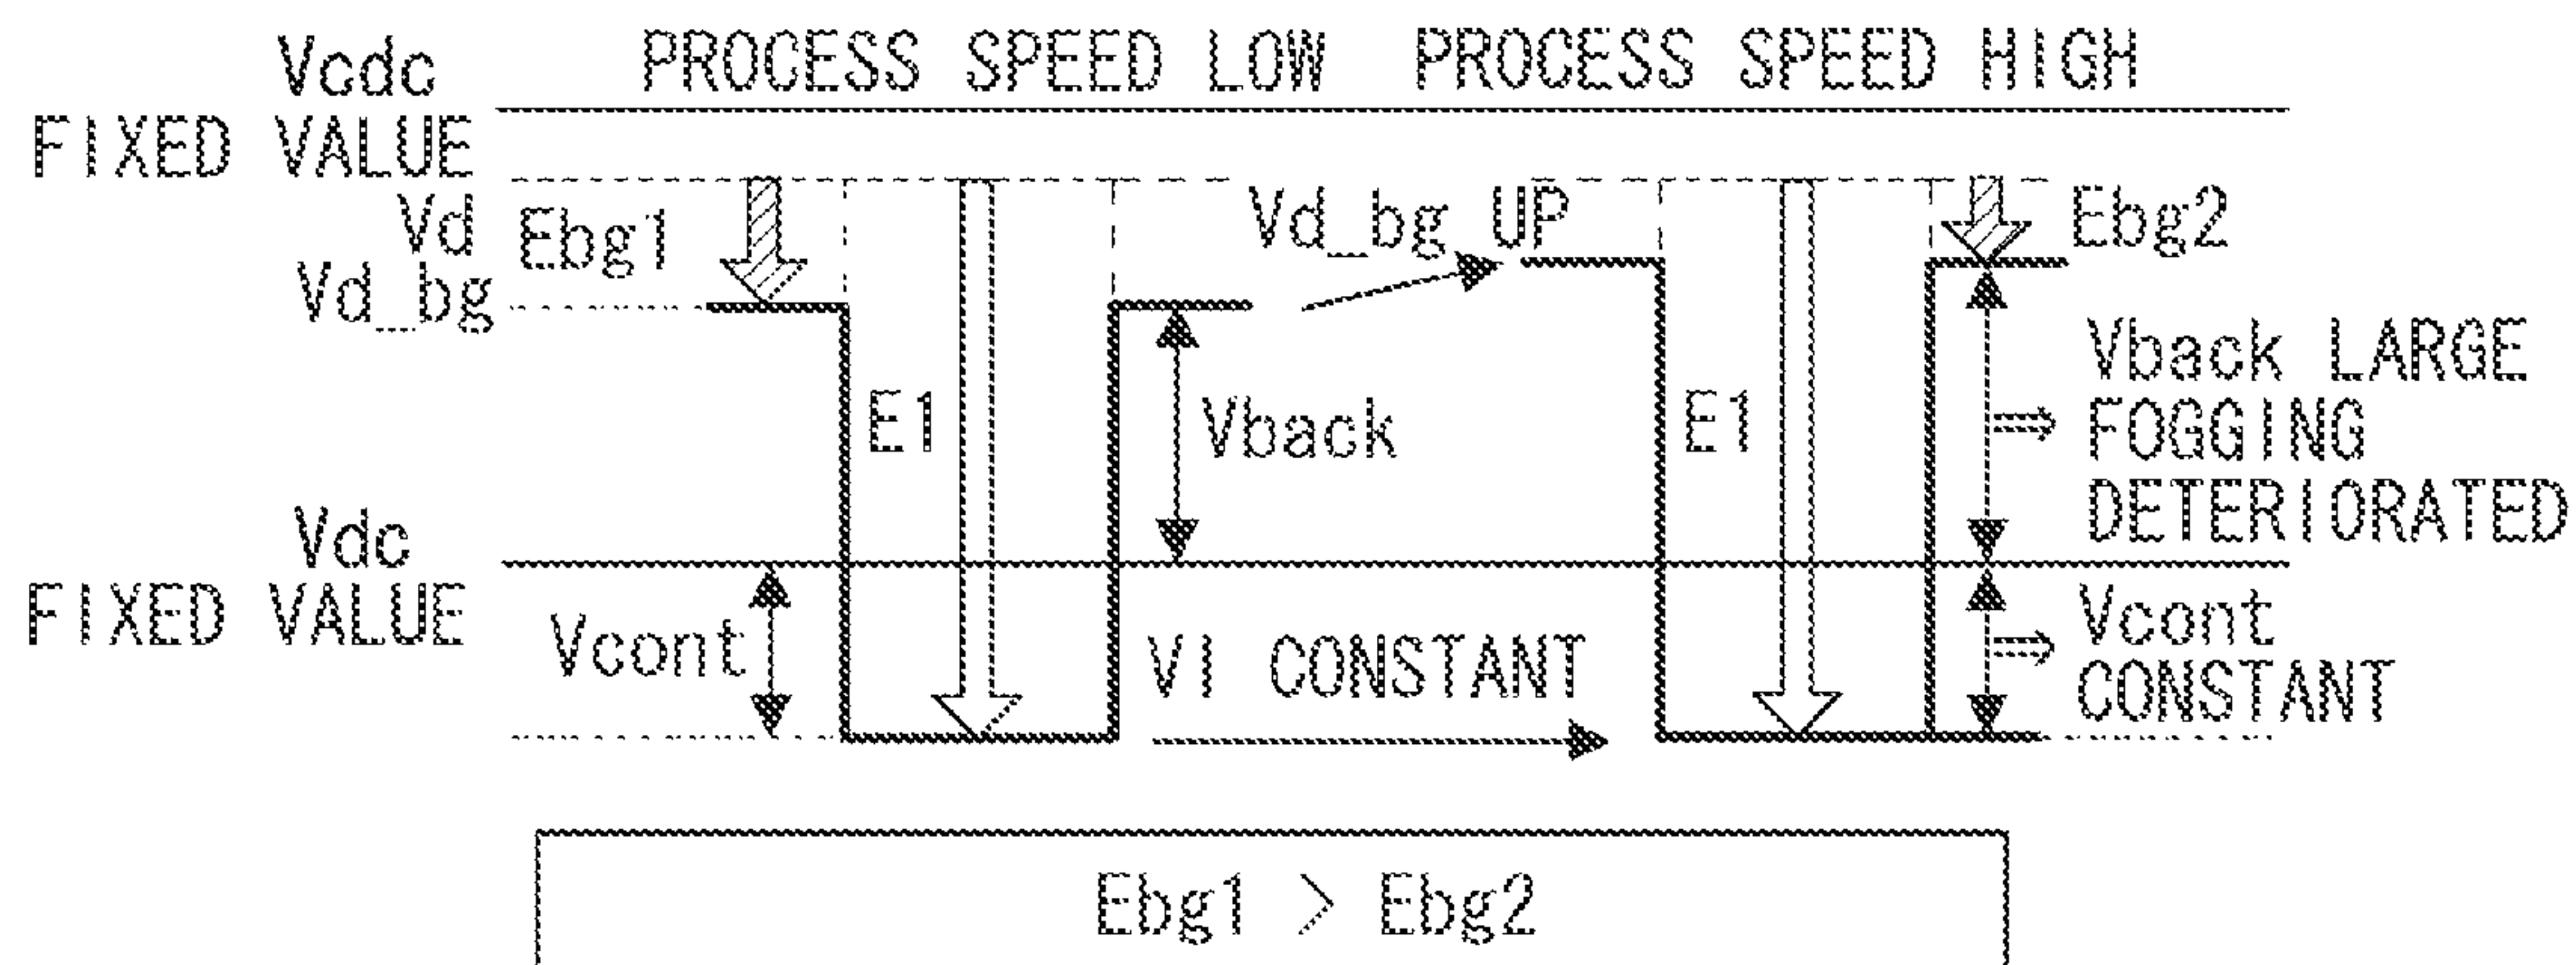 PROCESS SPEED LOW PROCESS SPEED HIGH
Vcdc
FIXED VALUE
Vd
Vd_bg
Ebg1
Vd_bg UP
Ebg2
E1
Vback
E1
Vback LARGE
⇒ FOGGING
DETERIORATED
Vdc
FIXED VALUE
Vcont
Vl CONSTANT
⇒ Vcont
CONSTANT
Ebg1 > Ebg2